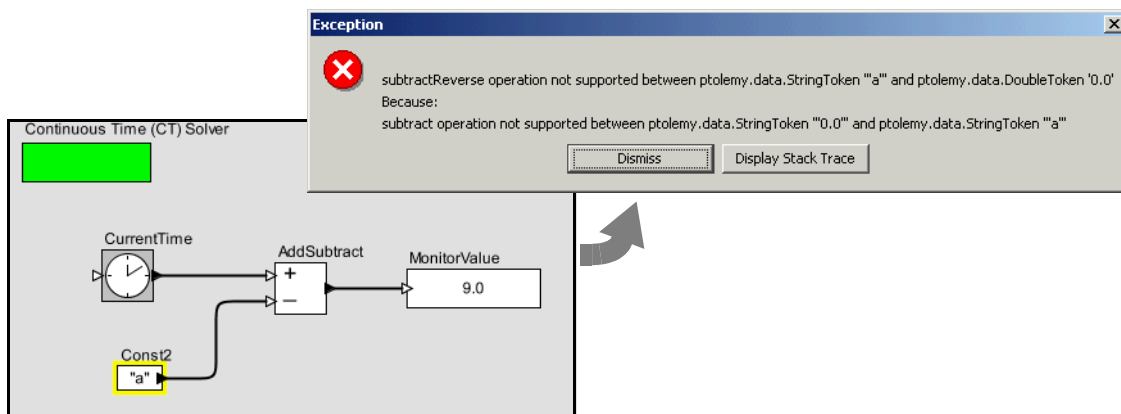 Exception
subtractReverse operation not supported between ptolemy.data.StringToken '"a"' and ptolemy.data.DoubleToken '0.0'
Because:
subtract operation not supported between ptolemy.data.StringToken '"0.0"' and ptolemy.data.StringToken '"a"'
Dismiss
Display Stack Trace
Continuous Time (CT) Solver
CurrentTime
AddSubtract
+
−
MonitorValue
9.0
Const2
"a"